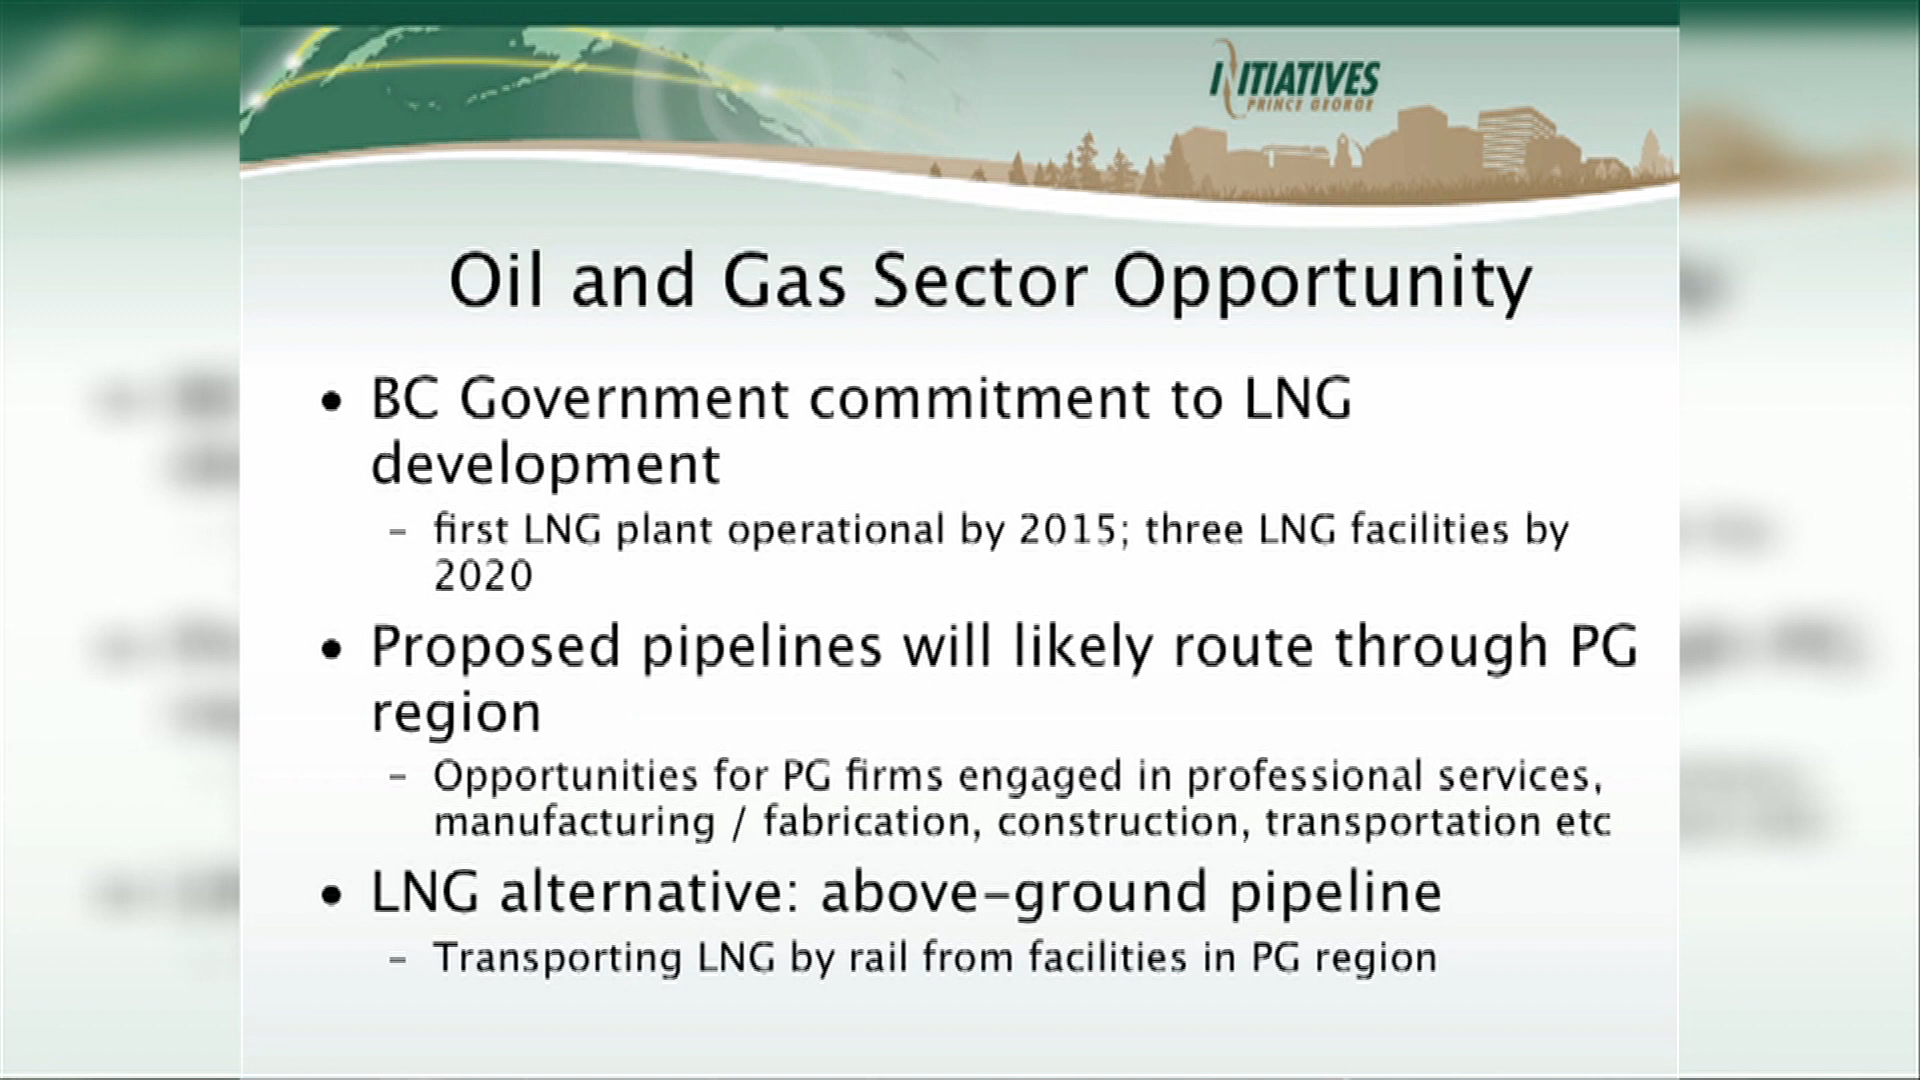 INITIATIVES
PRINCE GEORGE
Oil and Gas Sector Opportunity
• BC Government commitment to LNG
development
– first LNG plant operational by 2015; three LNG facilities by
2020
• Proposed pipelines will likely route through PG
region
– Opportunities for PG firms engaged in professional services,
manufacturing / fabrication, construction, transportation etc
• LNG alternative: above-ground pipeline
– Transporting LNG by rail from facilities in PG region